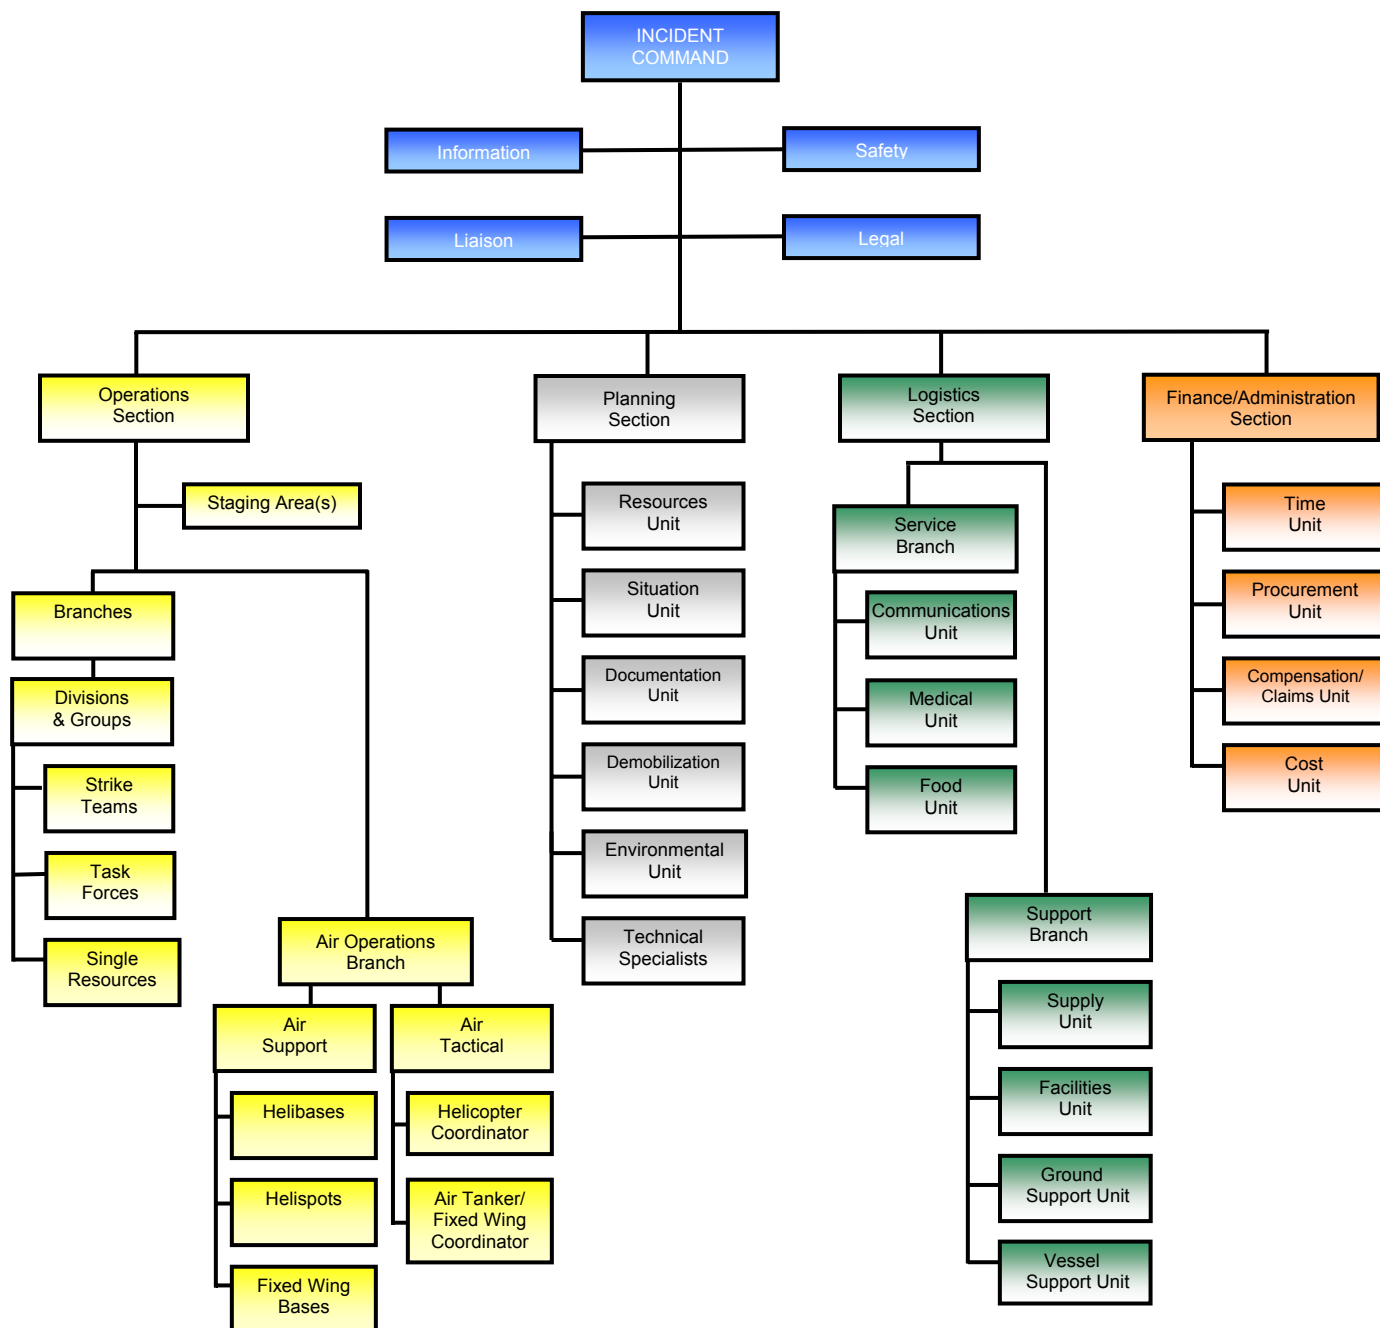 INCIDENT
COMMAND
Information
Safety
Liaison
Legal
Operations
Section
Staging Area(s)
Branches
Divisions
& Groups
Strike
Teams
Task
Forces
Single
Resources
Air Operations
Branch
Air
Support
Helibases
Helispots
Fixed Wing
Bases
Air
Tactical
Helicopter
Coordinator
Air Tanker/
Fixed Wing
Coordinator
Planning
Section
Resources
Unit
Situation
Unit
Documentation
Unit
Demobilization
Unit
Environmental
Unit
Technical
Specialists
Logistics
Section
Service
Branch
Communications
Unit
Medical
Unit
Food
Unit
Support
Branch
Supply
Unit
Facilities
Unit
Ground
Support Unit
Vessel
Support Unit
Finance/Administration
Section
Time
Unit
Procurement
Unit
Compensation/
Claims Unit
Cost
Unit